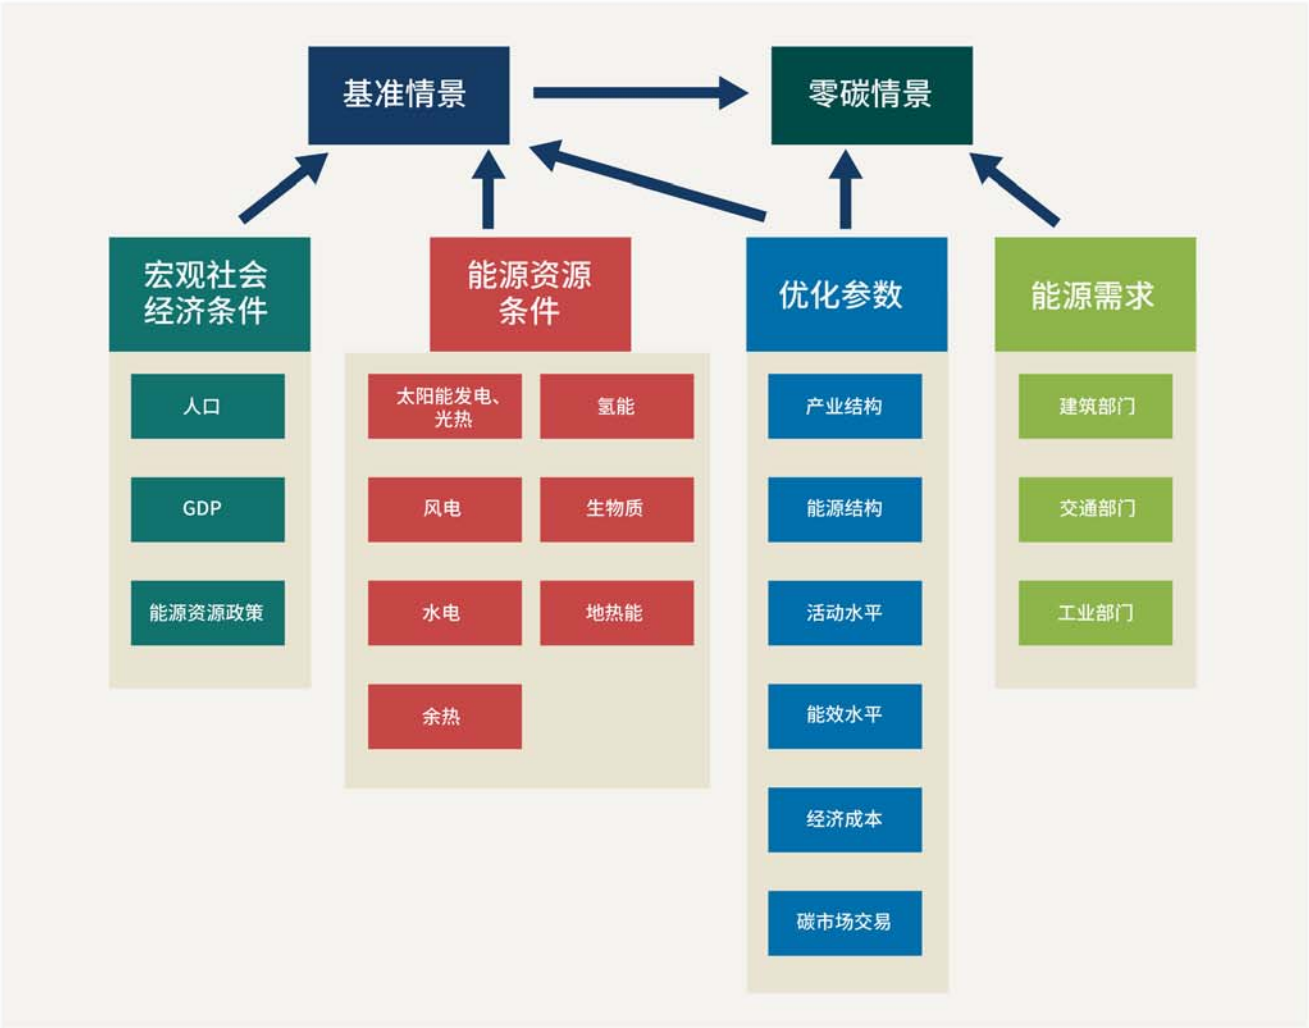 基准情景
零碳情景
宏观社会
经济条件
能源资源
条件
优化参数
能源需求
人口
GDP
能源资源政策
太阳能发电、
光热
氢能
风电
生物质
水电
地热能
余热
产业结构
能源结构
活动水平
能效水平
经济成本
碳市场交易
建筑部门
交通部门
工业部门